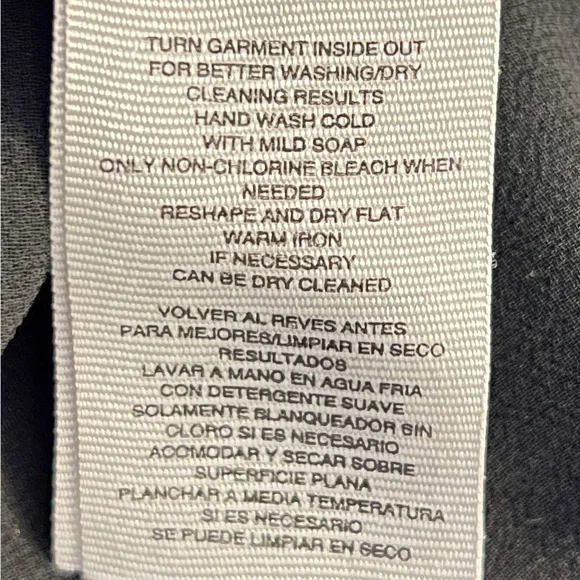 TURN GARMENT INSIDE OUT
FOR BETTER WASHING/DRY
CLEANING RESULTS
HAND WASH COLD
WITH MILD SOAP
ONLY NON-CHLORINE BLEACH WHEN
NEEDED
RESHAPE AND DRY FLAT
WARM IRON
IF NECESSARY
CAN BE DRY CLEANED
VOLVER AL REVES ANTES
PARA MEJORES/LIMPIAR EN SECO
RESULTADOS
LAVAR A MANO EN AGUA FRIA
CON DETERGENTE SUAVE
SOLAMENTE BLANQUEADOR SIN
CLORO SI ES NECESARIO
ACOMODAR Y SECAR SOBRE
SUPERFICIE PLANA
PLANCHAR A MEDIA TEMPERATURA
SI ES NECESARIO
SE PUEDE LIMPIAR EN SECO